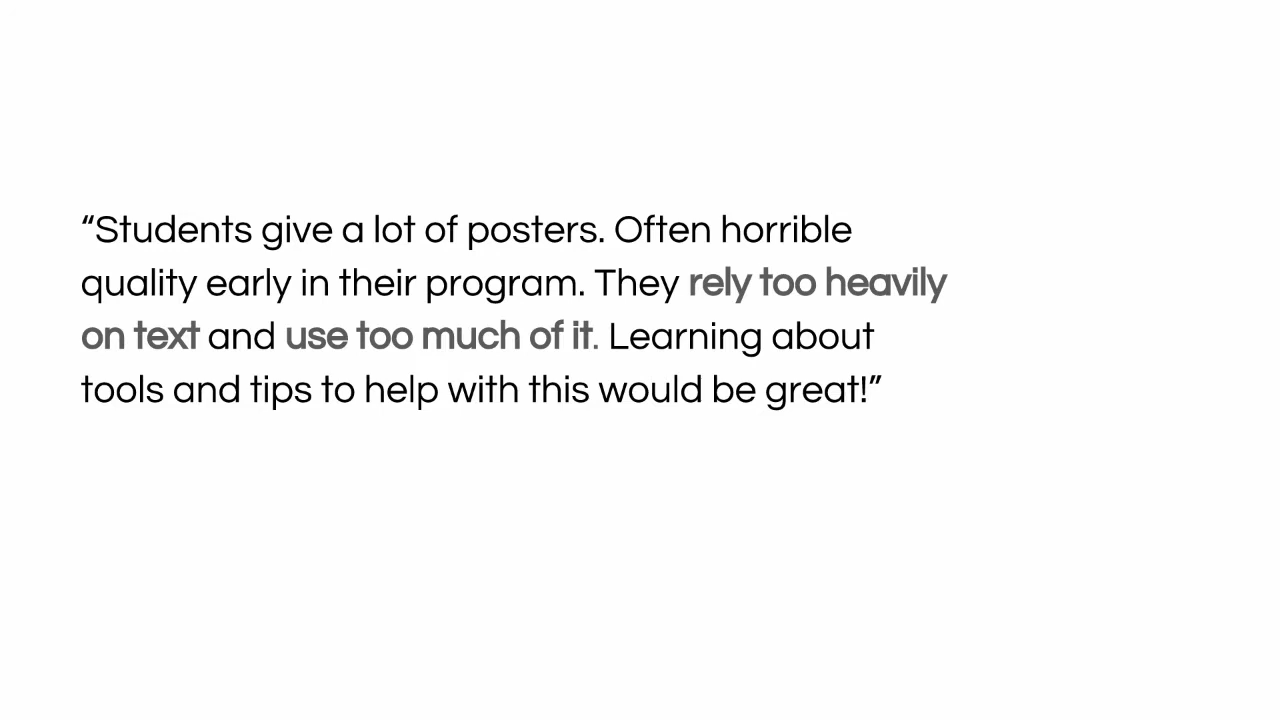 “Students give a lot of posters. Often horrible
quality early in their program. They rely too heavily
on text and use too much of it. Learning about
tools and tips to help with this would be great!”